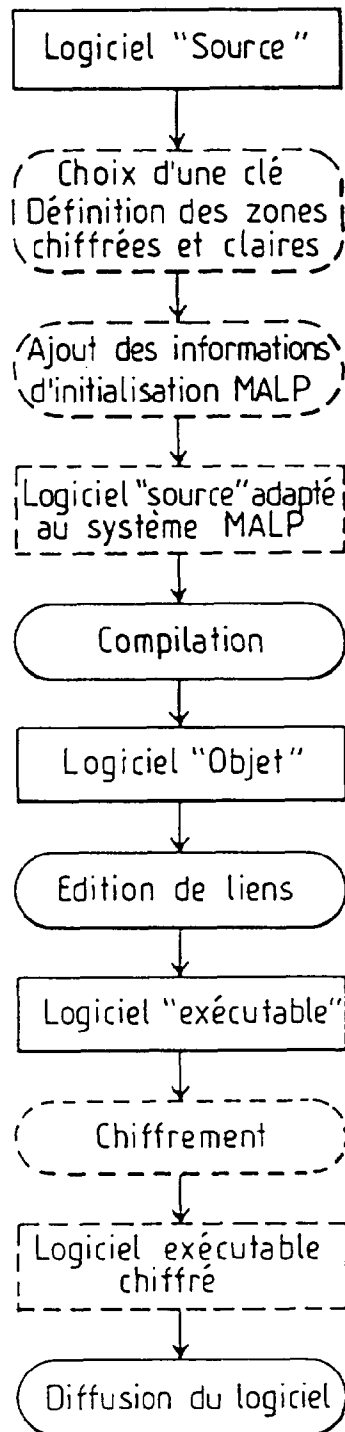 Logiciel "Source"
Choix d'une clé
Définition des zones
chiffrées et claires
Ajout des informations
d'initialisation MALP
Logiciel "source" adapté
au système MALP
Compilation
Logiciel "Objet"
Edition de liens
Logiciel "exécutable"
Chiffrement
Logiciel exécutable
chiffré
Diffusion du logiciel